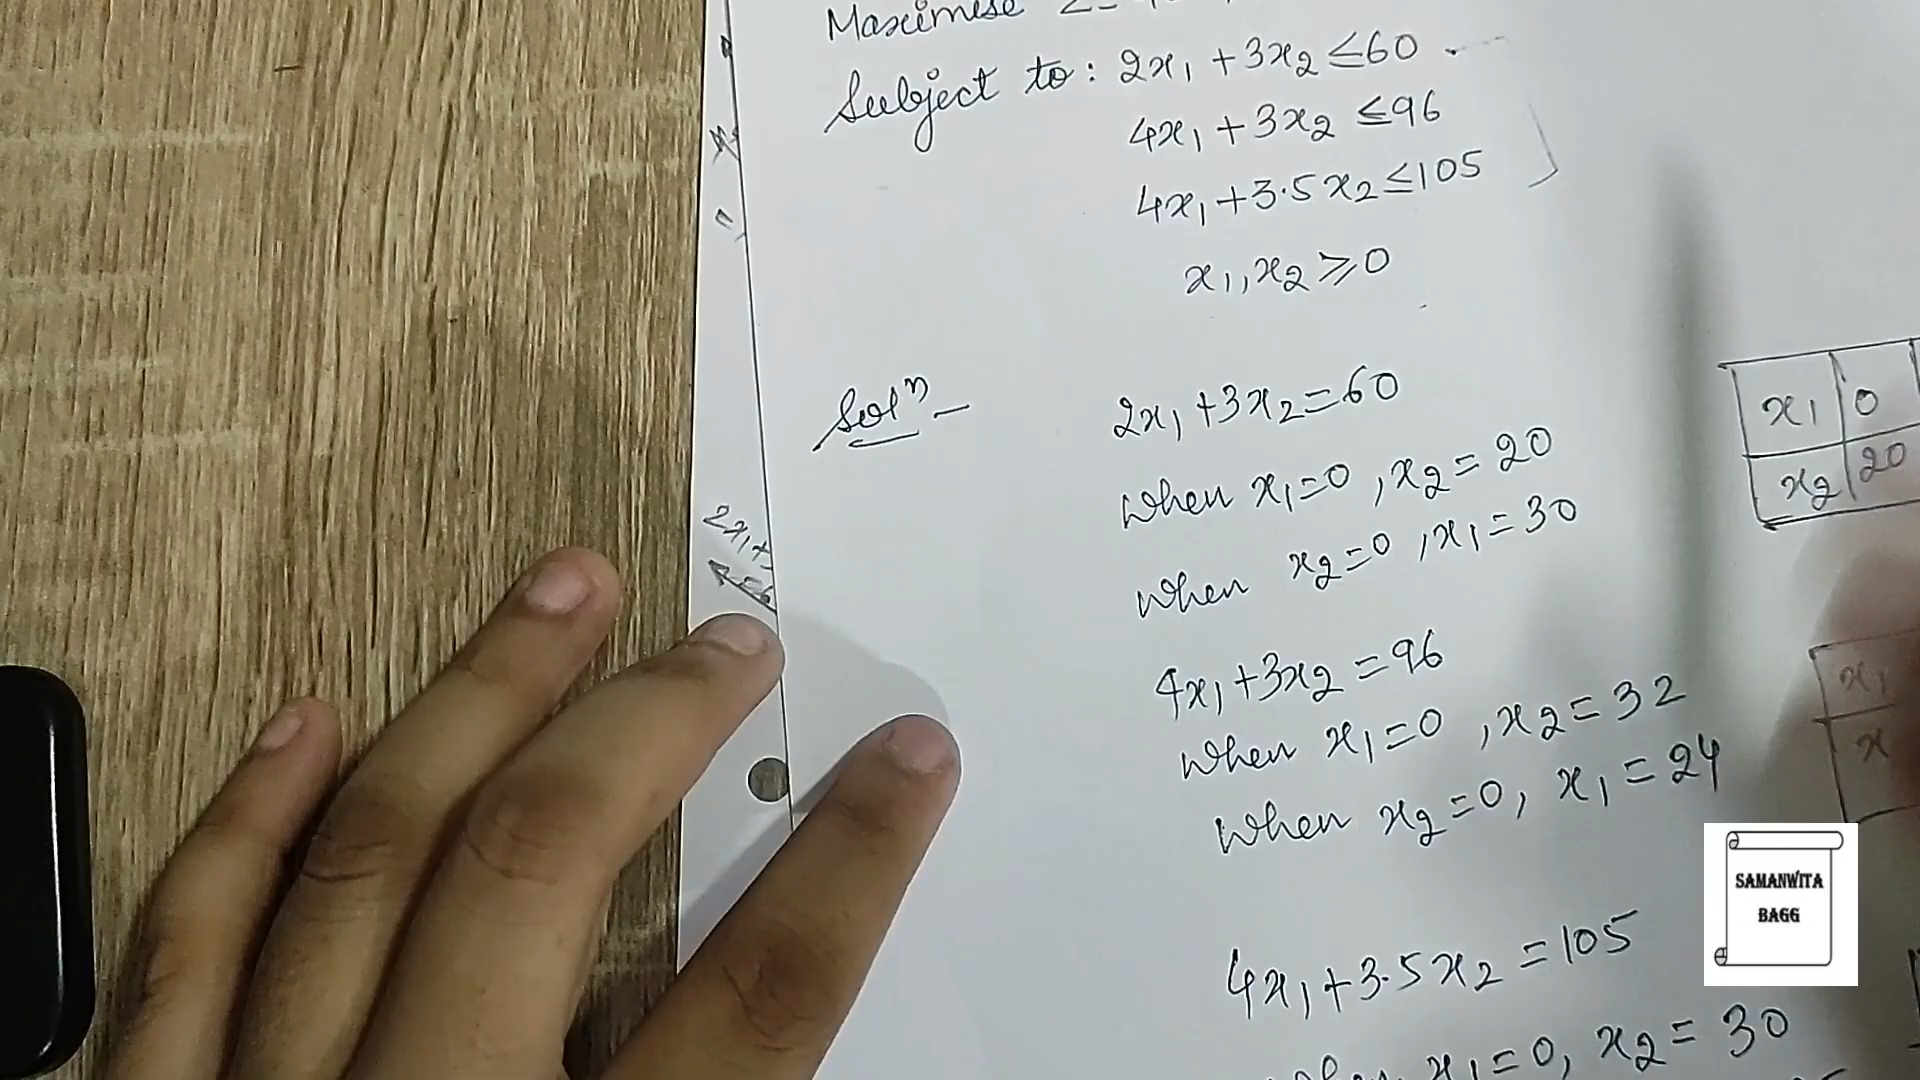 Maximise Z=
Subject to: 2x₁ + 3x₂ ≤ 60
4x₁ + 3x₂ ≤ 96
4x₁ + 3.5x₂ ≤ 105
x₁, x₂ ⩾ 0
Solⁿ –
2x₁ + 3x₂ = 60
When x₁=0, x₂ = 20
When x₂=0, x₁ = 30
4x₁ + 3x₂ = 96
When x₁=0, x₂ = 32
When x₂=0, x₁ = 24
4x₁ + 3.5x₂ = 105
When x₁=0, x₂ = 30
x₁ 0
x₂ 20
x₁
x
2x₁+
SAMANWITA
BAGG